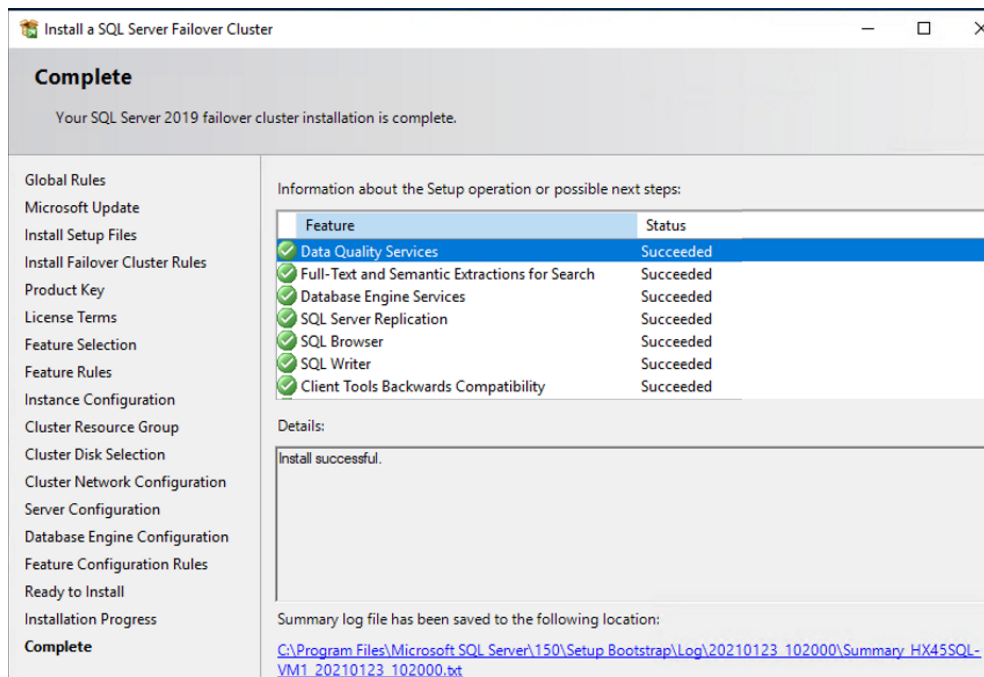 Install a SQL Server Failover Cluster
Complete
Your SQL Server 2019 failover cluster installation is complete.
Global Rules
Microsoft Update
Install Setup Files
Install Failover Cluster Rules
Product Key
License Terms
Feature Selection
Feature Rules
Instance Configuration
Cluster Resource Group
Cluster Disk Selection
Cluster Network Configuration
Server Configuration
Database Engine Configuration
Feature Configuration Rules
Ready to Install
Installation Progress
Complete
Information about the Setup operation or possible next steps:
Feature Status
Data Quality Services Succeeded
Full-Text and Semantic Extractions for Search Succeeded
Database Engine Services Succeeded
SQL Server Replication Succeeded
SQL Browser Succeeded
SQL Writer Succeeded
Client Tools Backwards Compatibility Succeeded
Details:
Install successful.
Summary log file has been saved to the following location:
C:\Program Files\Microsoft SQL Server\150\Setup Bootstrap\Log\20210123_102000\Summary_HX45SQL-
VM1_20210123_102000.txt